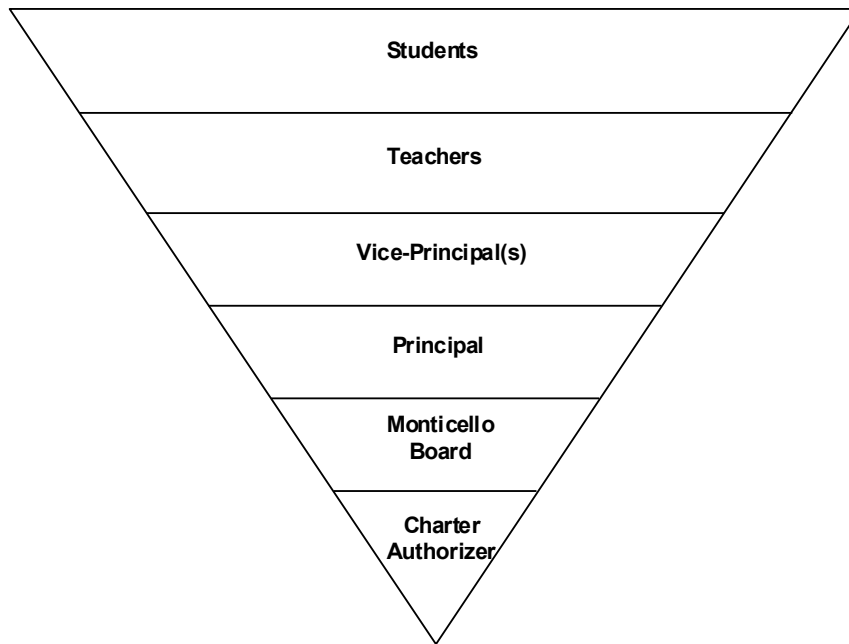 Students
Teachers
Vice-Principal(s)
Principal
Monticello
Board
Charter
Authorizer